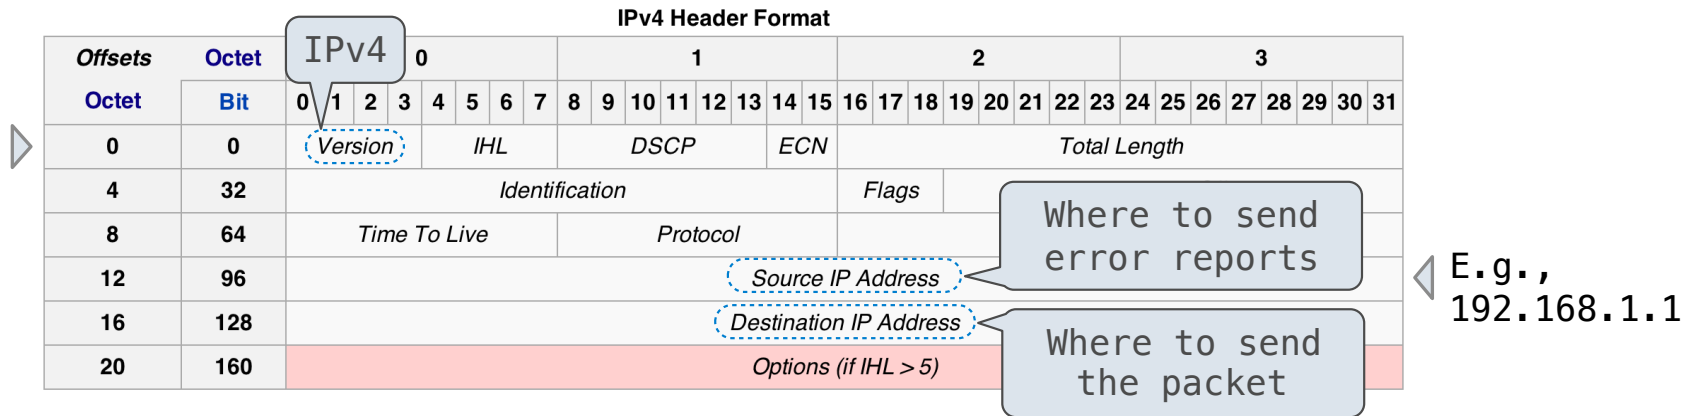 IPv4 Header Format
Offsets Octet 0 1 2 3
IPv4
Octet Bit 0 1 2 3 4 5 6 7 8 9 10 11 12 13 14 15 16 17 18 19 20 21 22 23 24 25 26 27 28 29 30 31
0 0 Version IHL DSCP ECN Total Length
4 32 Identification Flags
8 64 Time To Live Protocol
Where to send
error reports
12 96 Source IP Address
E.g.,
192.168.1.1
16 128 Destination IP Address
Where to send
the packet
20 160 Options (if IHL > 5)